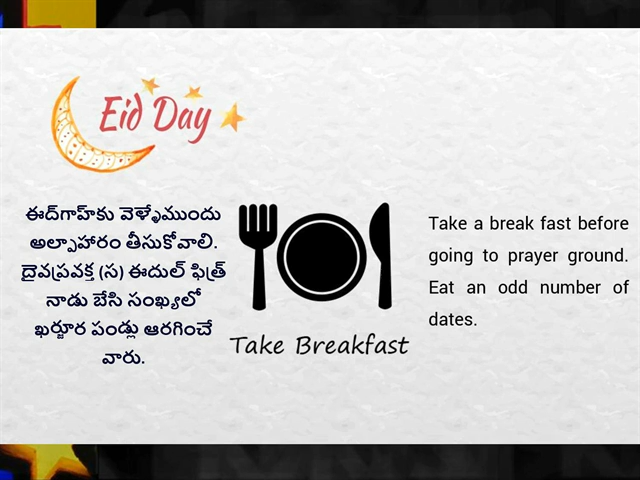 Eid Day
ఈద్‌గాహ్‌కు వెళ్ళేముందు
అల్పాహారం తీసుకోవాలి.
దైవప్రవక్త (స) ఈదుల్ ఫిత్ర్
నాడు బేసి సంఖ్యలో
ఖర్జూర పండ్లు ఆరగించే
వారు.
Take Breakfast
Take a break fast before
going to prayer ground.
Eat an odd number of
dates.